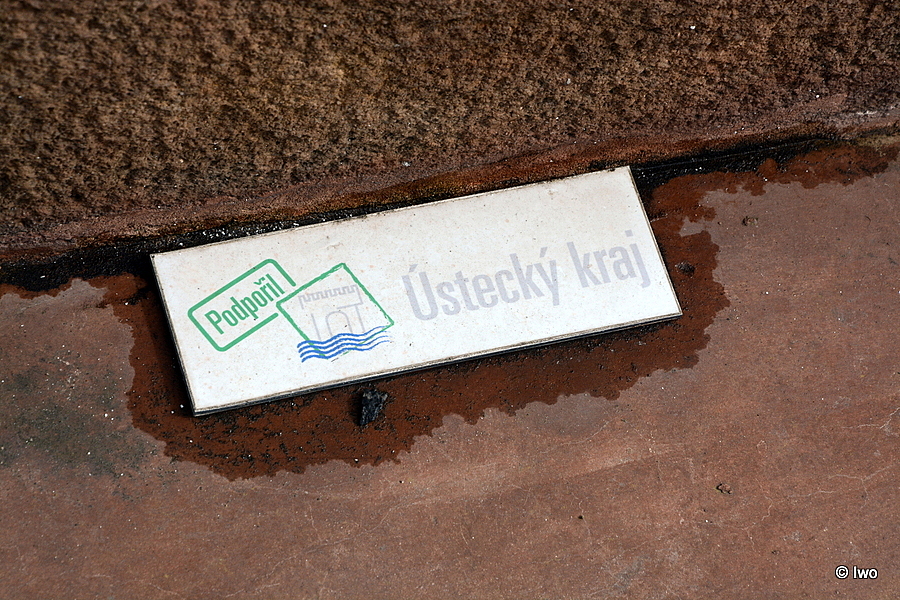 Podpořil
Ústecký kraj
© Iwo